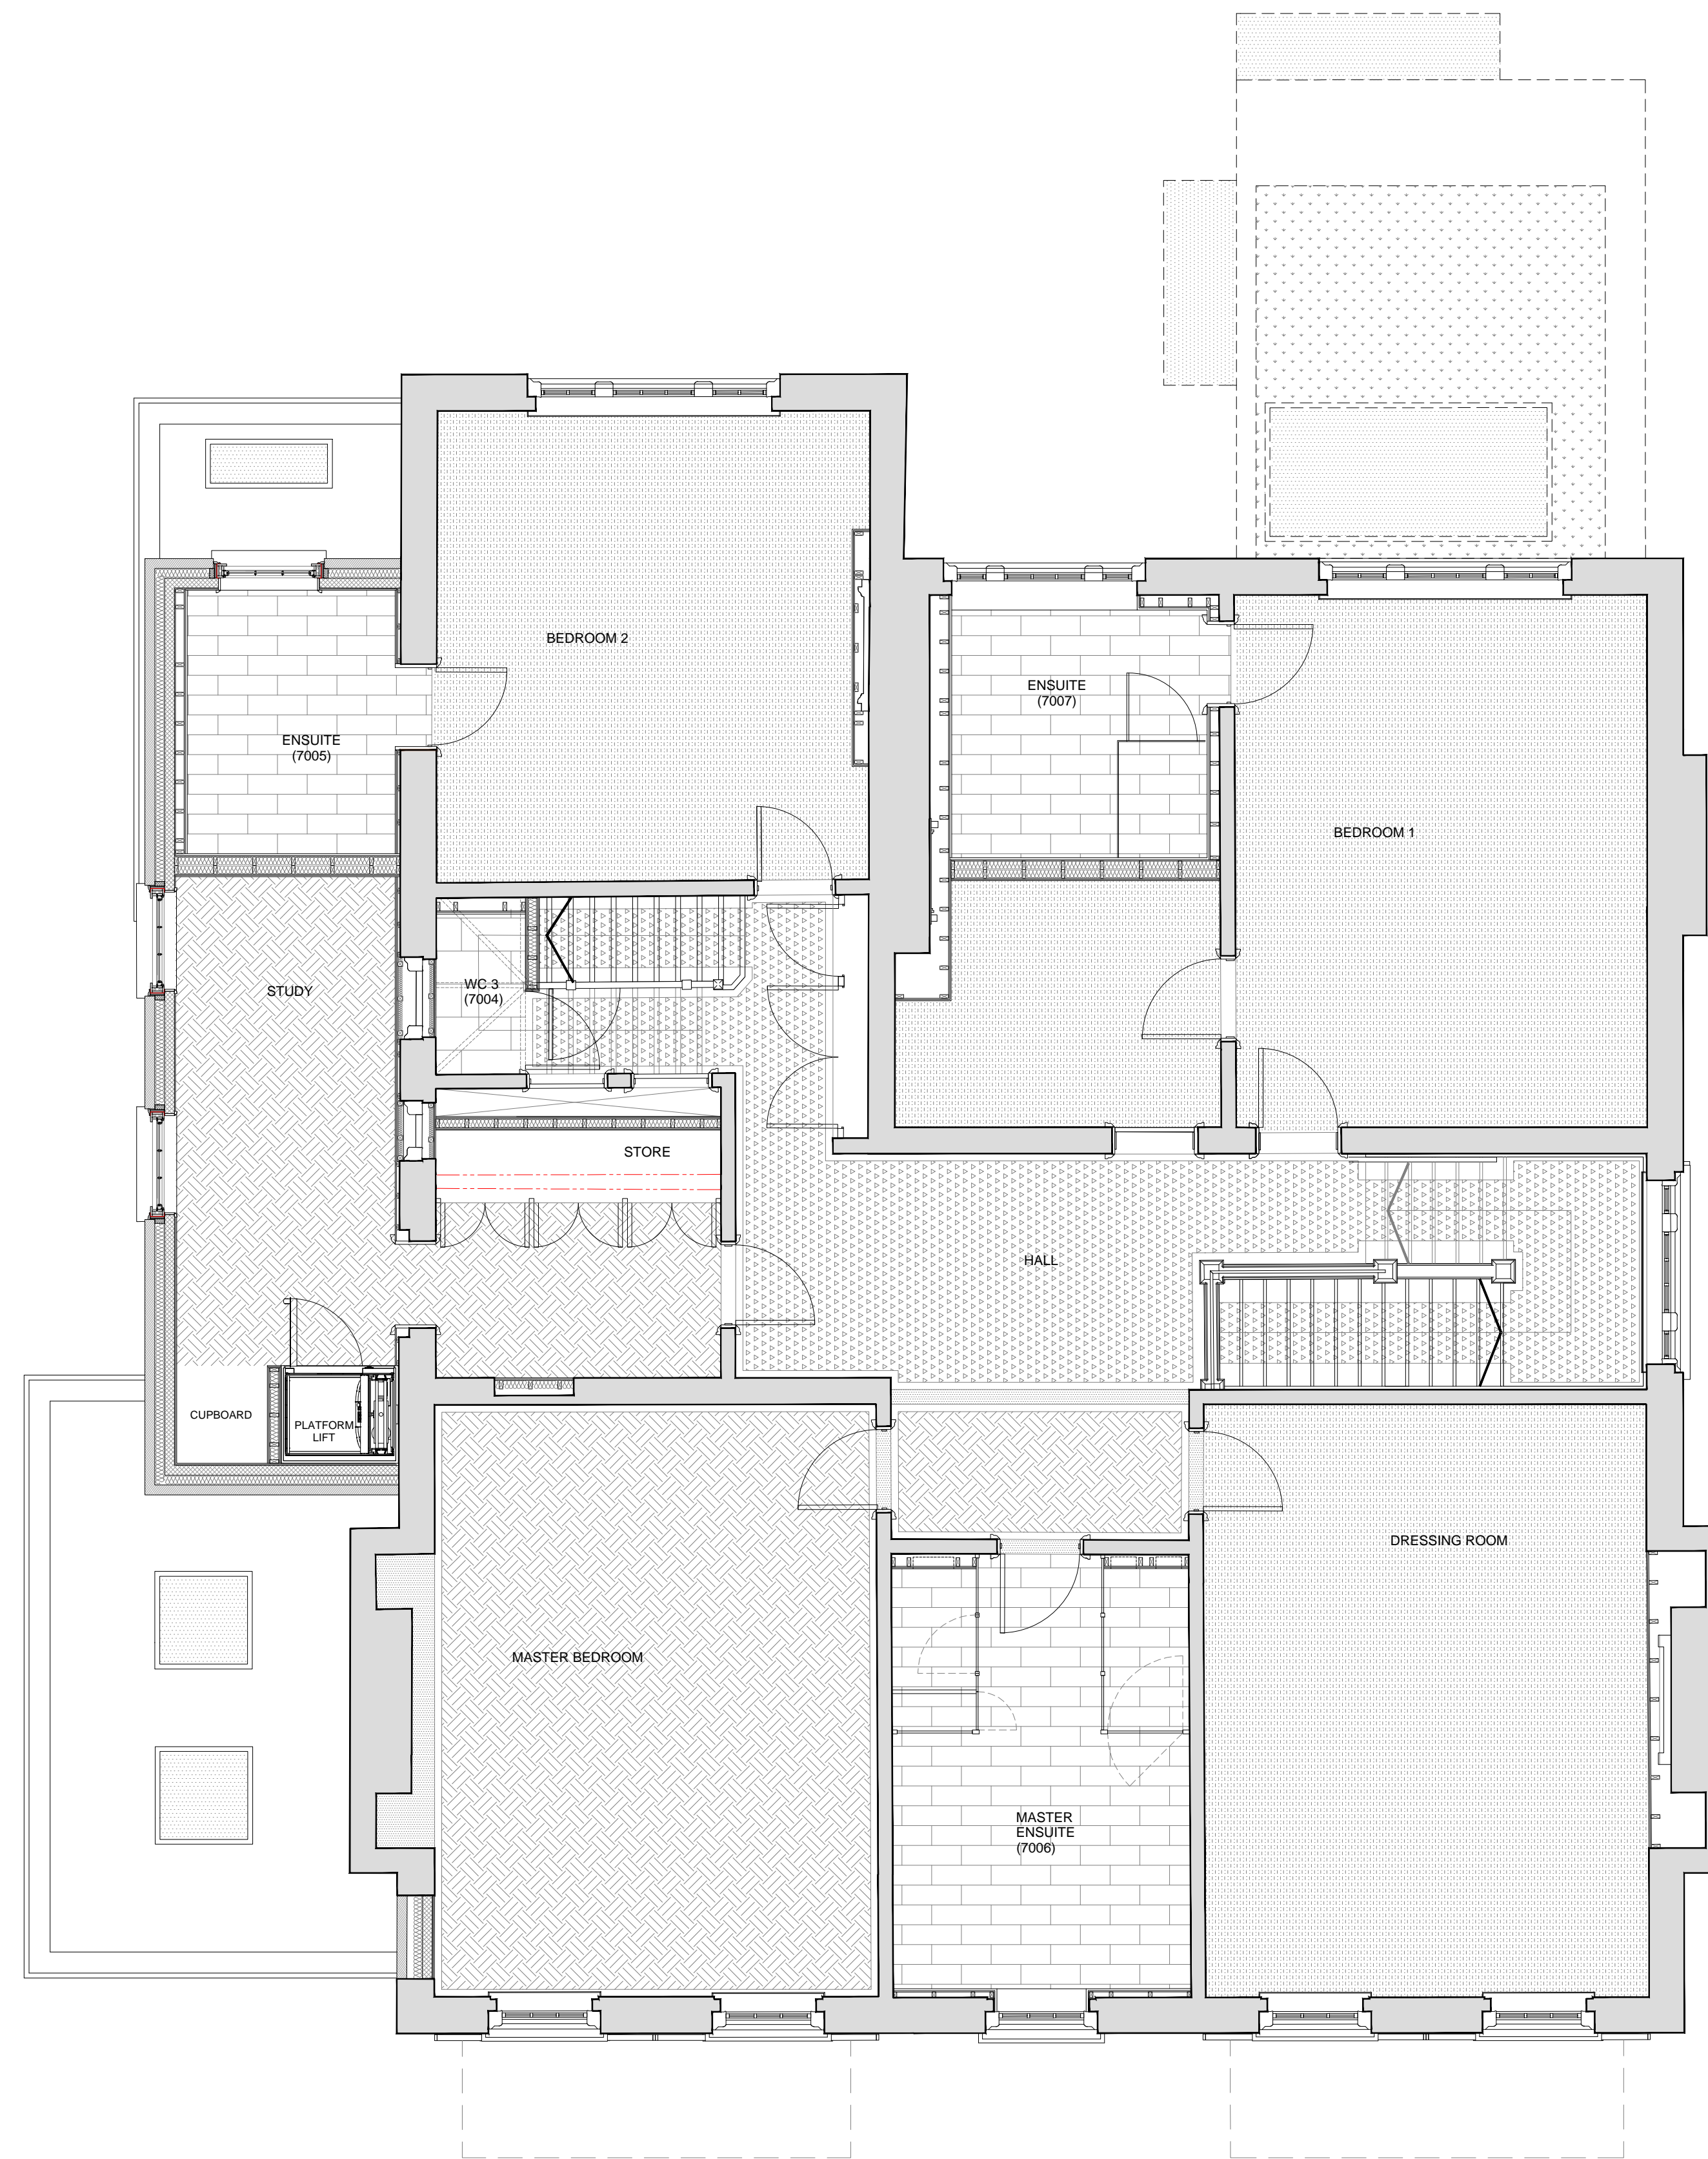 BEDROOM 2
ENSUITE
(7007)
ENSUITE
(7005)
BEDROOM 1
WC 3
(7004)
STUDY
STORE
HALL
CUPBOARD
PLATFORM
LIFT
DRESSING ROOM
MASTER BEDROOM
MASTER
ENSUITE
(7006)